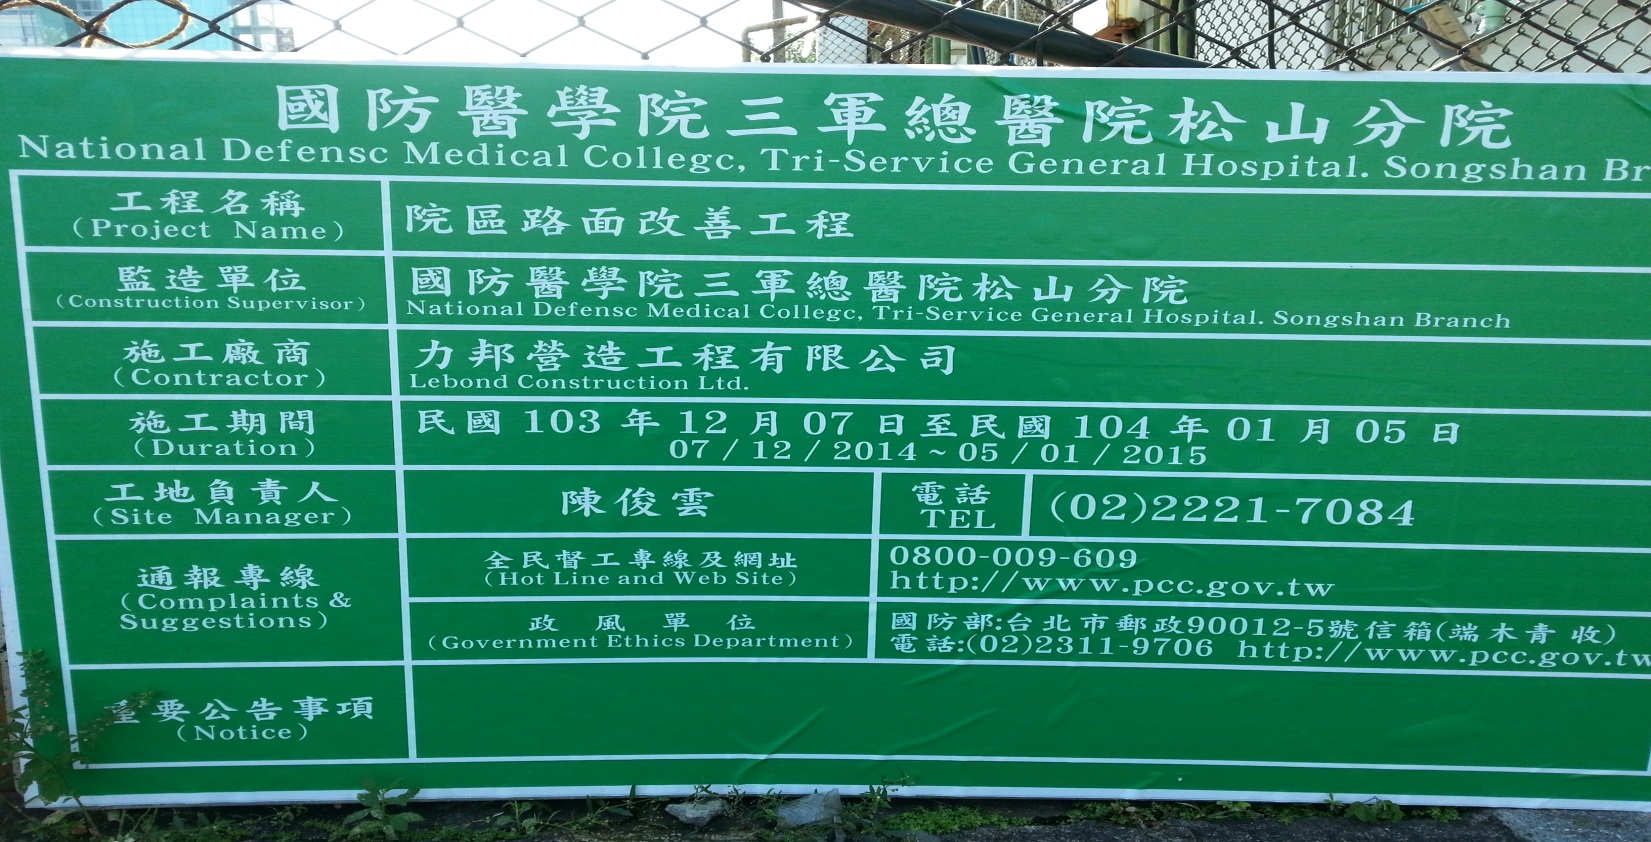 國防醫學院三軍總醫院松山分院
National Defensc Medical Collegc, Tri-Service General Hospital. Songshan Br
工程名稱
(Project Name)
院區路面改善工程
監造單位
(Construction Supervisor)
國防醫學院三軍總醫院松山分院
National Defensc Medical Collegc, Tri-Service General Hospital. Songshan Branch
施工廠商
(Contractor)
力邦營造工程有限公司
Lebond Construction Ltd.
施工期間
(Duration)
民國 103 年 12 月 07 日至民國 104 年 01 月 05 日
07 / 12 / 2014 ~ 05 / 01 / 2015
工地負責人
(Site Manager)
陳俊雲
電話
TEL
(02)2221-7084
通報專線
(Complaints &
Suggestions)
全民督工專線及網址
(Hot Line and Web Site)
0800-009-609
http://www.pcc.gov.tw
政風單位
(Government Ethics Department)
國防部:台北市郵政90012-5號信箱(端木青 收)
電話:(02)2311-9706 http://www.pcc.gov.tw
重要公告事項
(Notice)